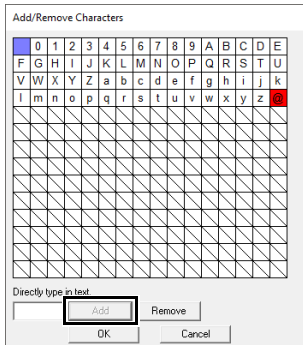 Add/Remove Characters
0 1 2 3 4 5 6 7 8 9 A B C D E
F G H I J K L M N O P Q R S T U
V W X Y Z a b c d e f g h i j k
l m n o p q r s t u v w x y z @
Directly type in text.
Add Remove
OK Cancel